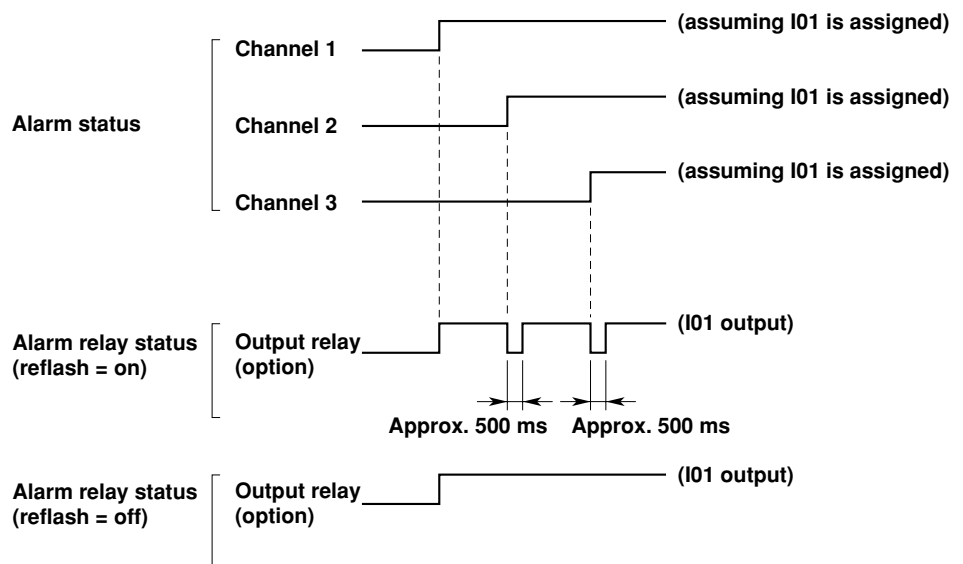 (assuming I01 is assigned)
Channel 1
(assuming I01 is assigned)
Alarm status
Channel 2
(assuming I01 is assigned)
Channel 3
Alarm relay status
(reflash = on)
Output relay
(option)
(I01 output)
Approx. 500 ms
Approx. 500 ms
Alarm relay status
(reflash = off)
Output relay
(option)
(I01 output)